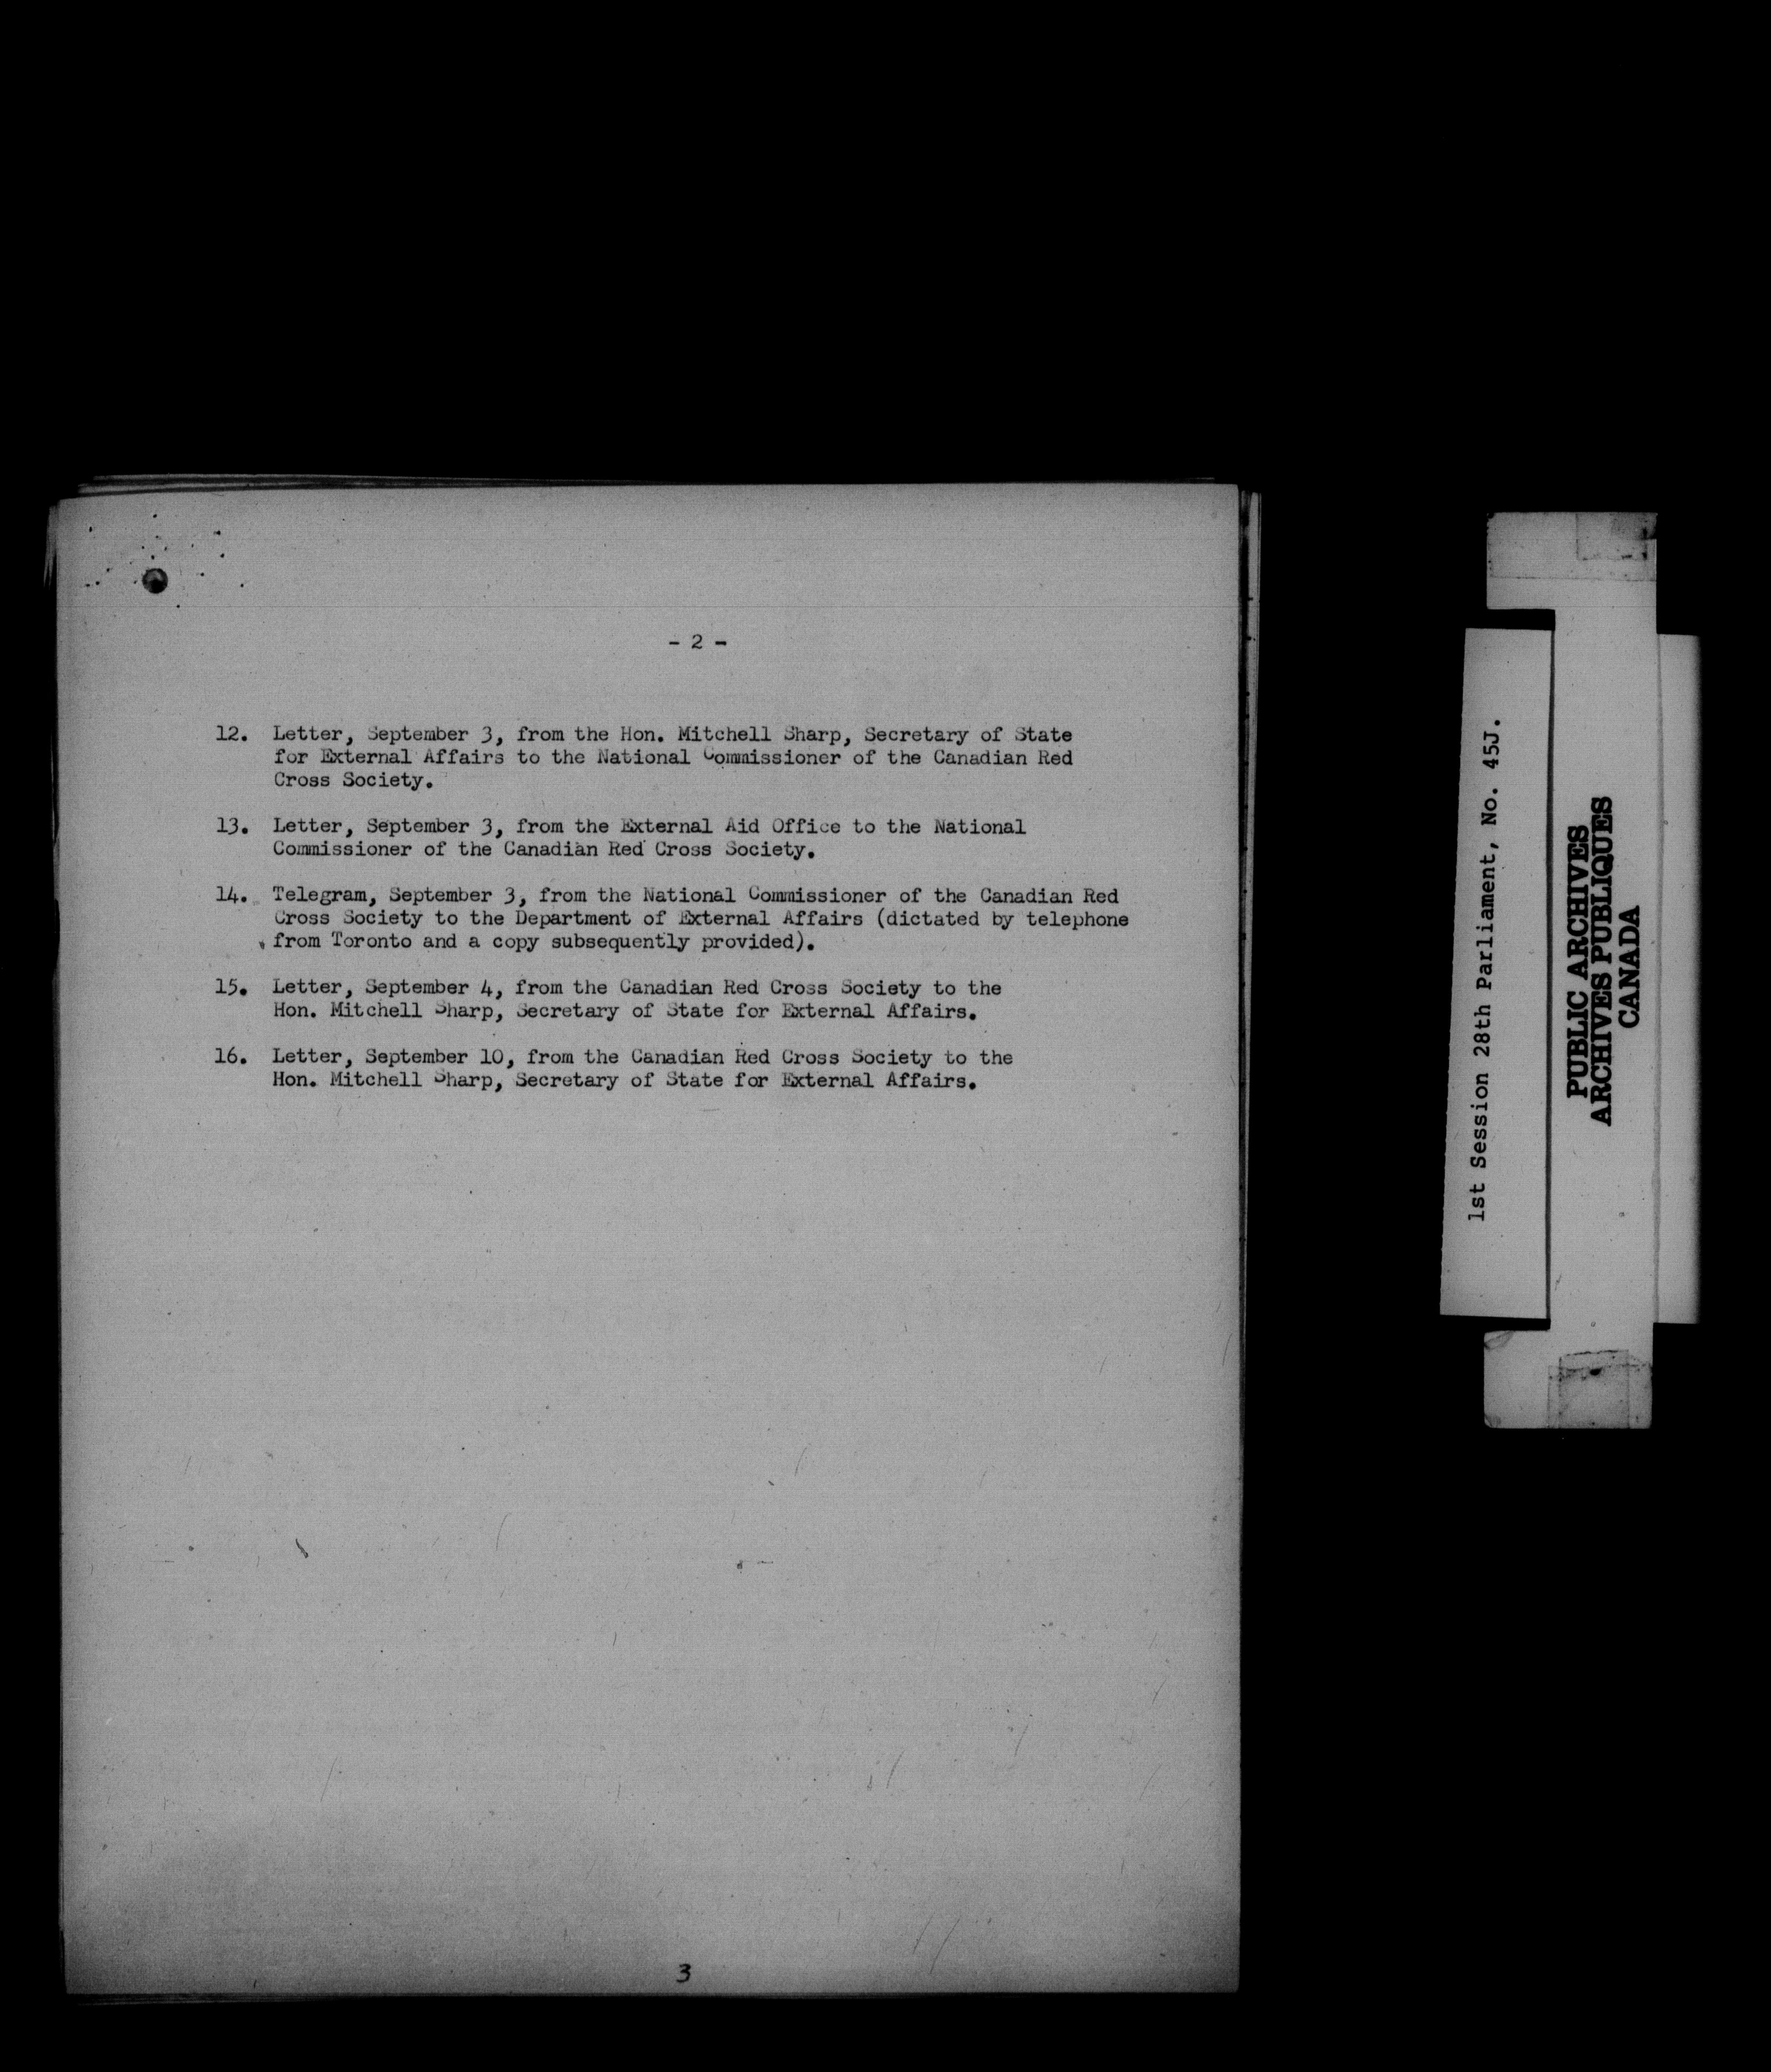 - 2 -
12. Letter, September 3, from the Hon. Mitchell Sharp, Secretary of State
for External Affairs to the National Commissioner of the Canadian Red
Cross Society.
13. Letter, September 3, from the External Aid Office to the National
Commissioner of the Canadian Red Cross Society.
14. Telegram, September 3, from the National Commissioner of the Canadian Red
Cross Society to the Department of External Affairs (dictated by telephone
from Toronto and a copy subsequently provided).
15. Letter, September 4, from the Canadian Red Cross Society to the
Hon. Mitchell Sharp, Secretary of State for External Affairs.
16. Letter, September 10, from the Canadian Red Cross Society to the
Hon. Mitchell Sharp, Secretary of State for External Affairs.
3
1st Session 28th Parliament, No. 45J.
PUBLIC ARCHIVES
ARCHIVES PUBLIQUES
CANADA